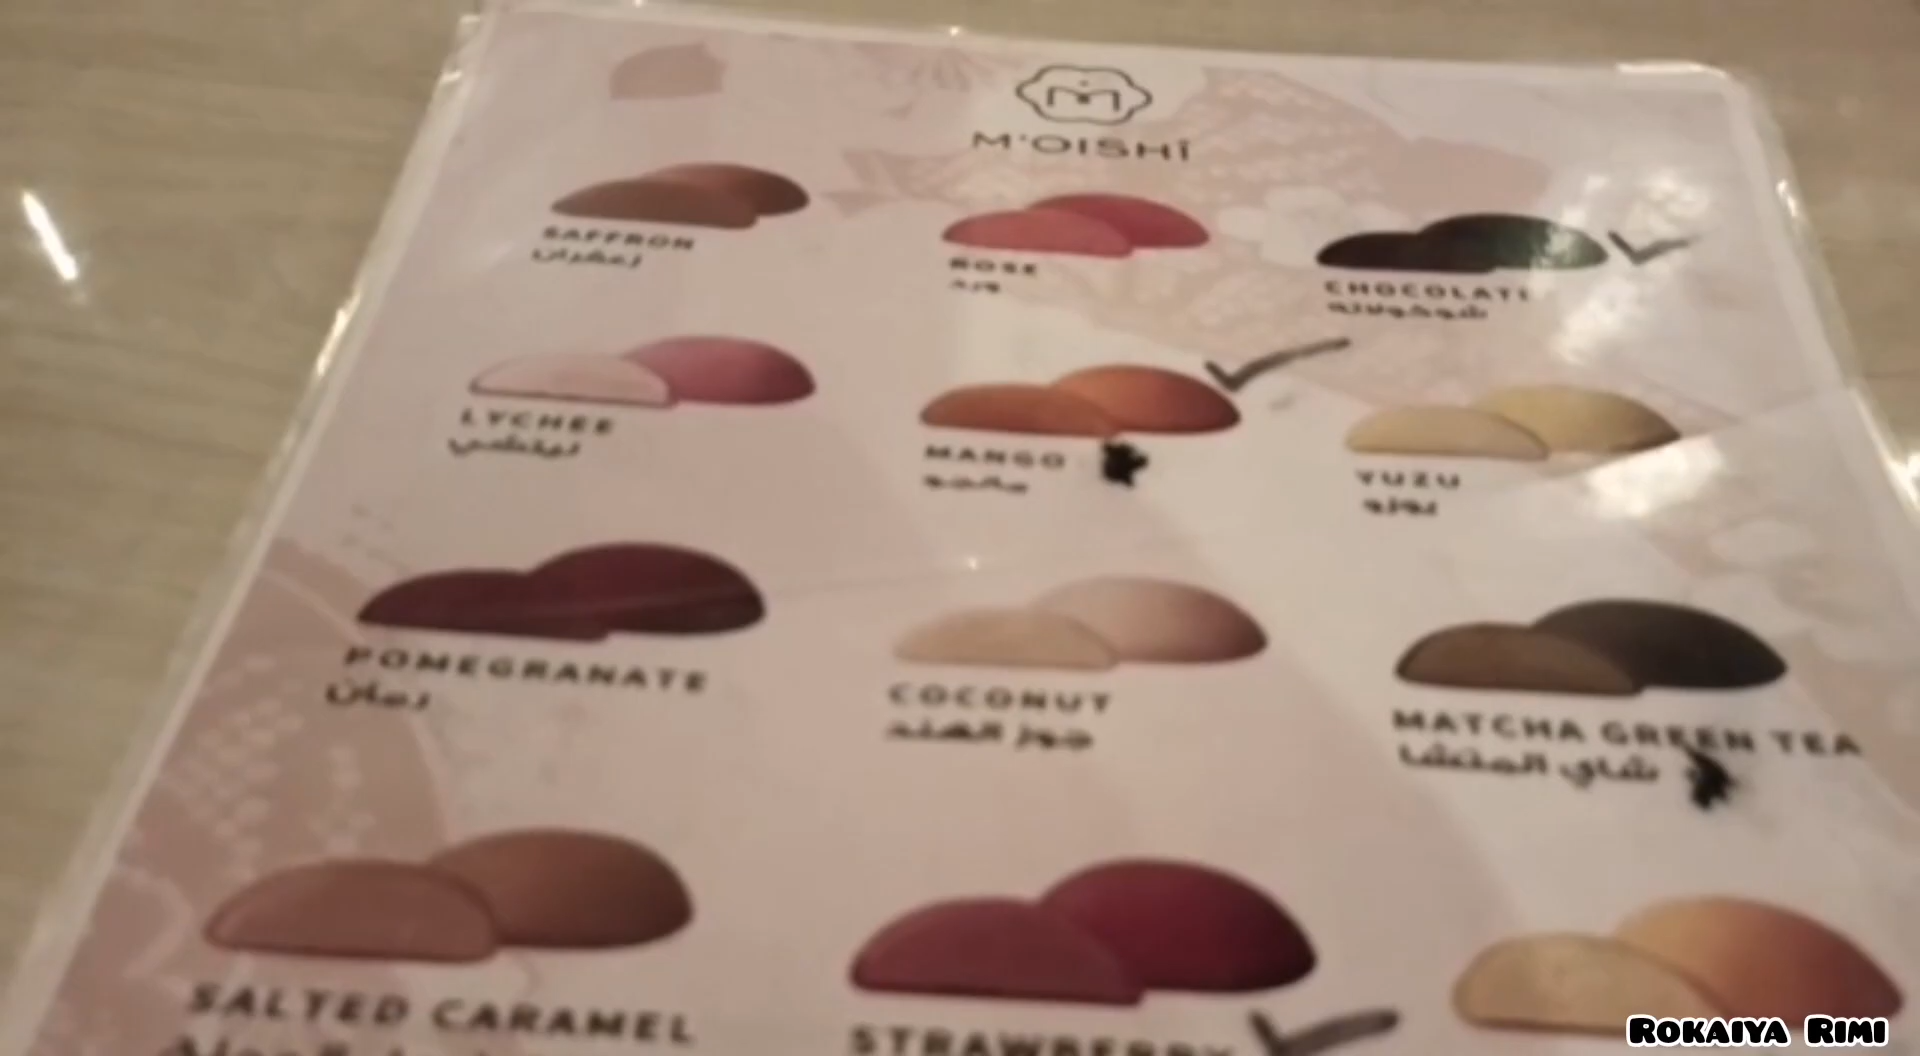 M'OISHÏ
SAFFRON
زعفران
ROSE
ورد
CHOCOLATE
شوكولاته
LYCHEE
ليتشي
MANGO
مانجو
YUZU
يوزو
POMEGRANATE
رمان
COCONUT
جوز الهند
MATCHA GREEN TEA
شاي الماتشا
SALTED CARAMEL
STRAWBERRY
ROKAIYA RIMI